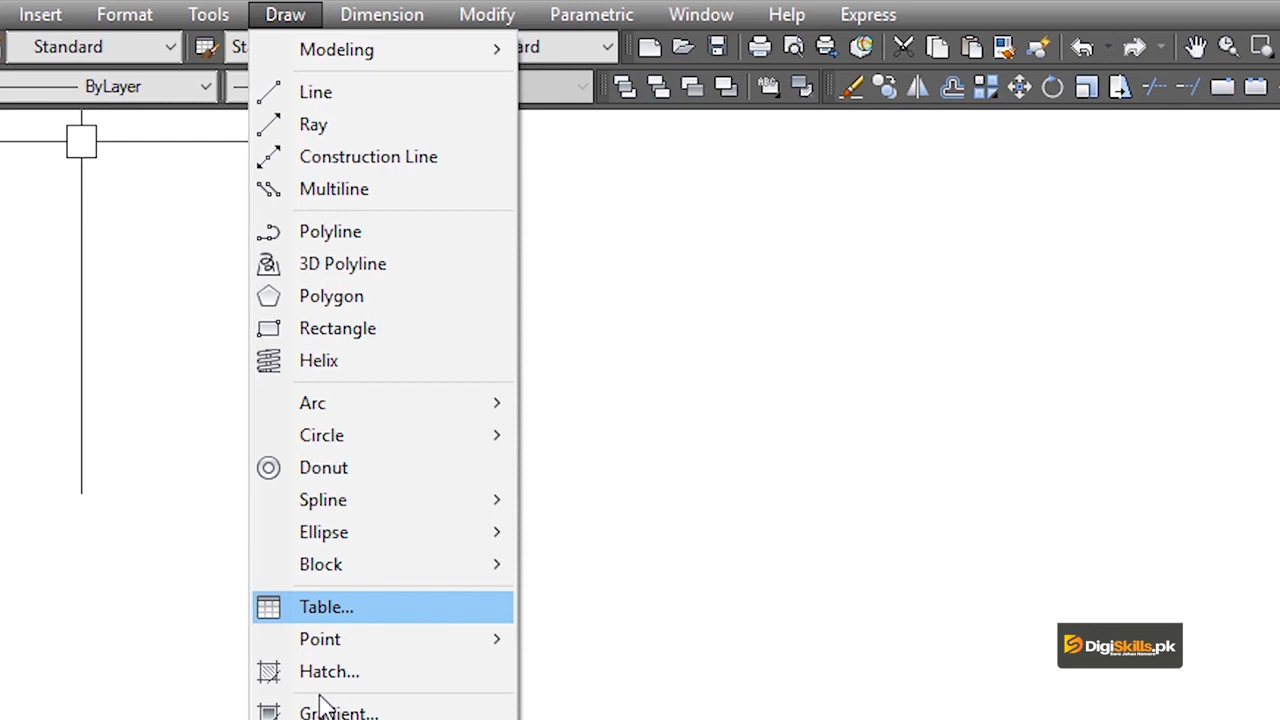 Insert Format Tools Draw Dimension Modify Parametric Window Help Express
Standard
ByLayer
Modeling
Line
Ray
Construction Line
Multiline
Polyline
3D Polyline
Polygon
Rectangle
Helix
Arc
Circle
Donut
Spline
Ellipse
Block
Table...
Point
Hatch...
Gradient...
DigiSkills.pk